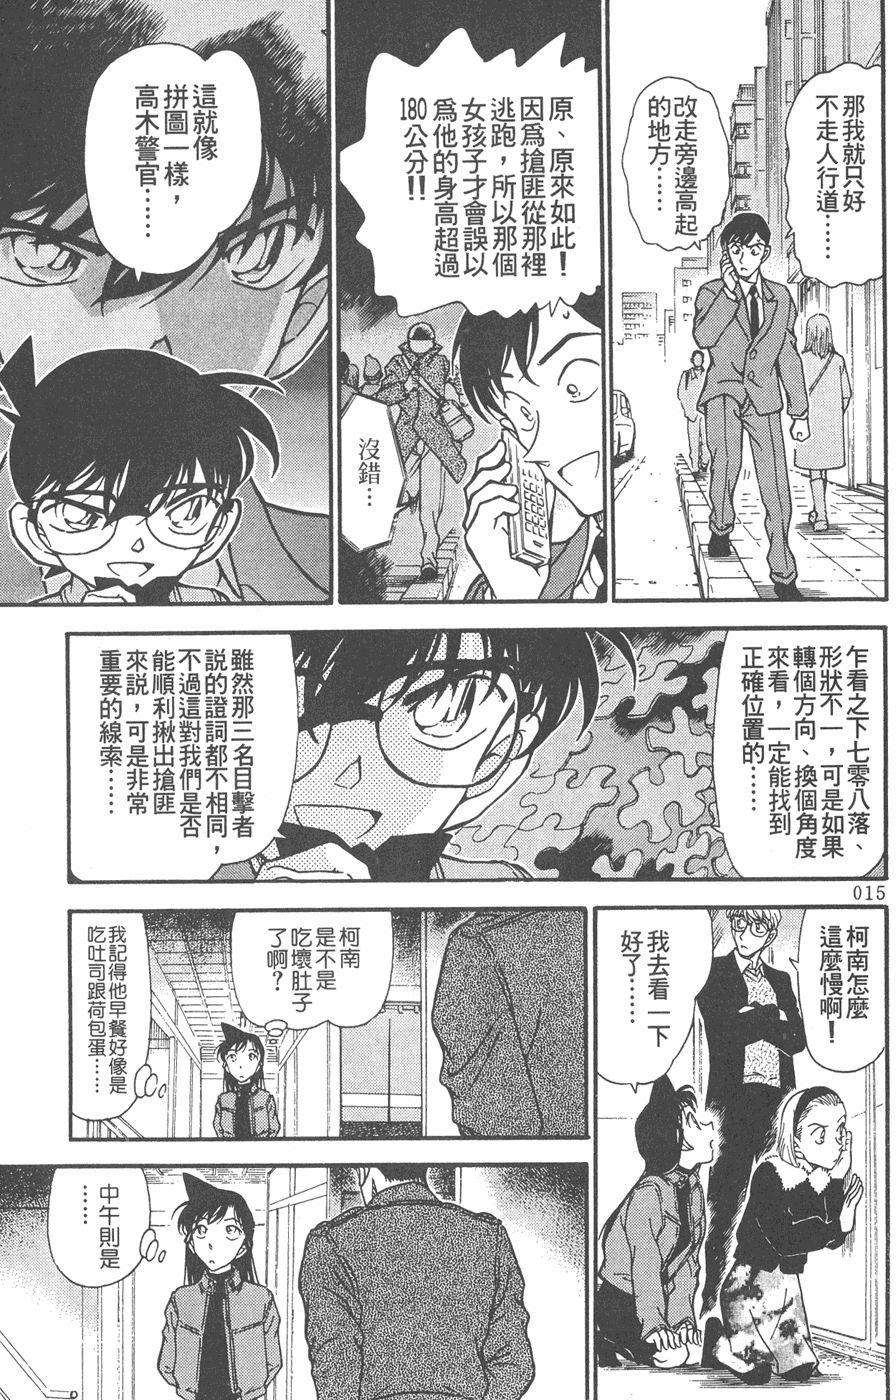 那我就只好
不走人行道……
改走旁邊高起
的地方……
原、原來如此！
因為搶匪從那裡
逃跑，所以那個
女孩子才會誤以
為他的身高超過
180公分!!
沒錯…
這就像
拼圖一樣，
高木警官……
乍看之下七零八落、
形狀不一，可是如果
轉個方向、換個角度
來看，一定能找到
正確位置的…
雖然那三名目擊者
說的證詞都不相同，
不過這對我們是否
能順利揪出搶匪
來說，可是非常
重要的線索……
015
柯南怎麼
這麼慢啊！
我去看一下
好了……
柯南
是不是
吃壞肚子
了啊？
我記得他早餐好像是
吃吐司跟荷包蛋……
中午則是
……